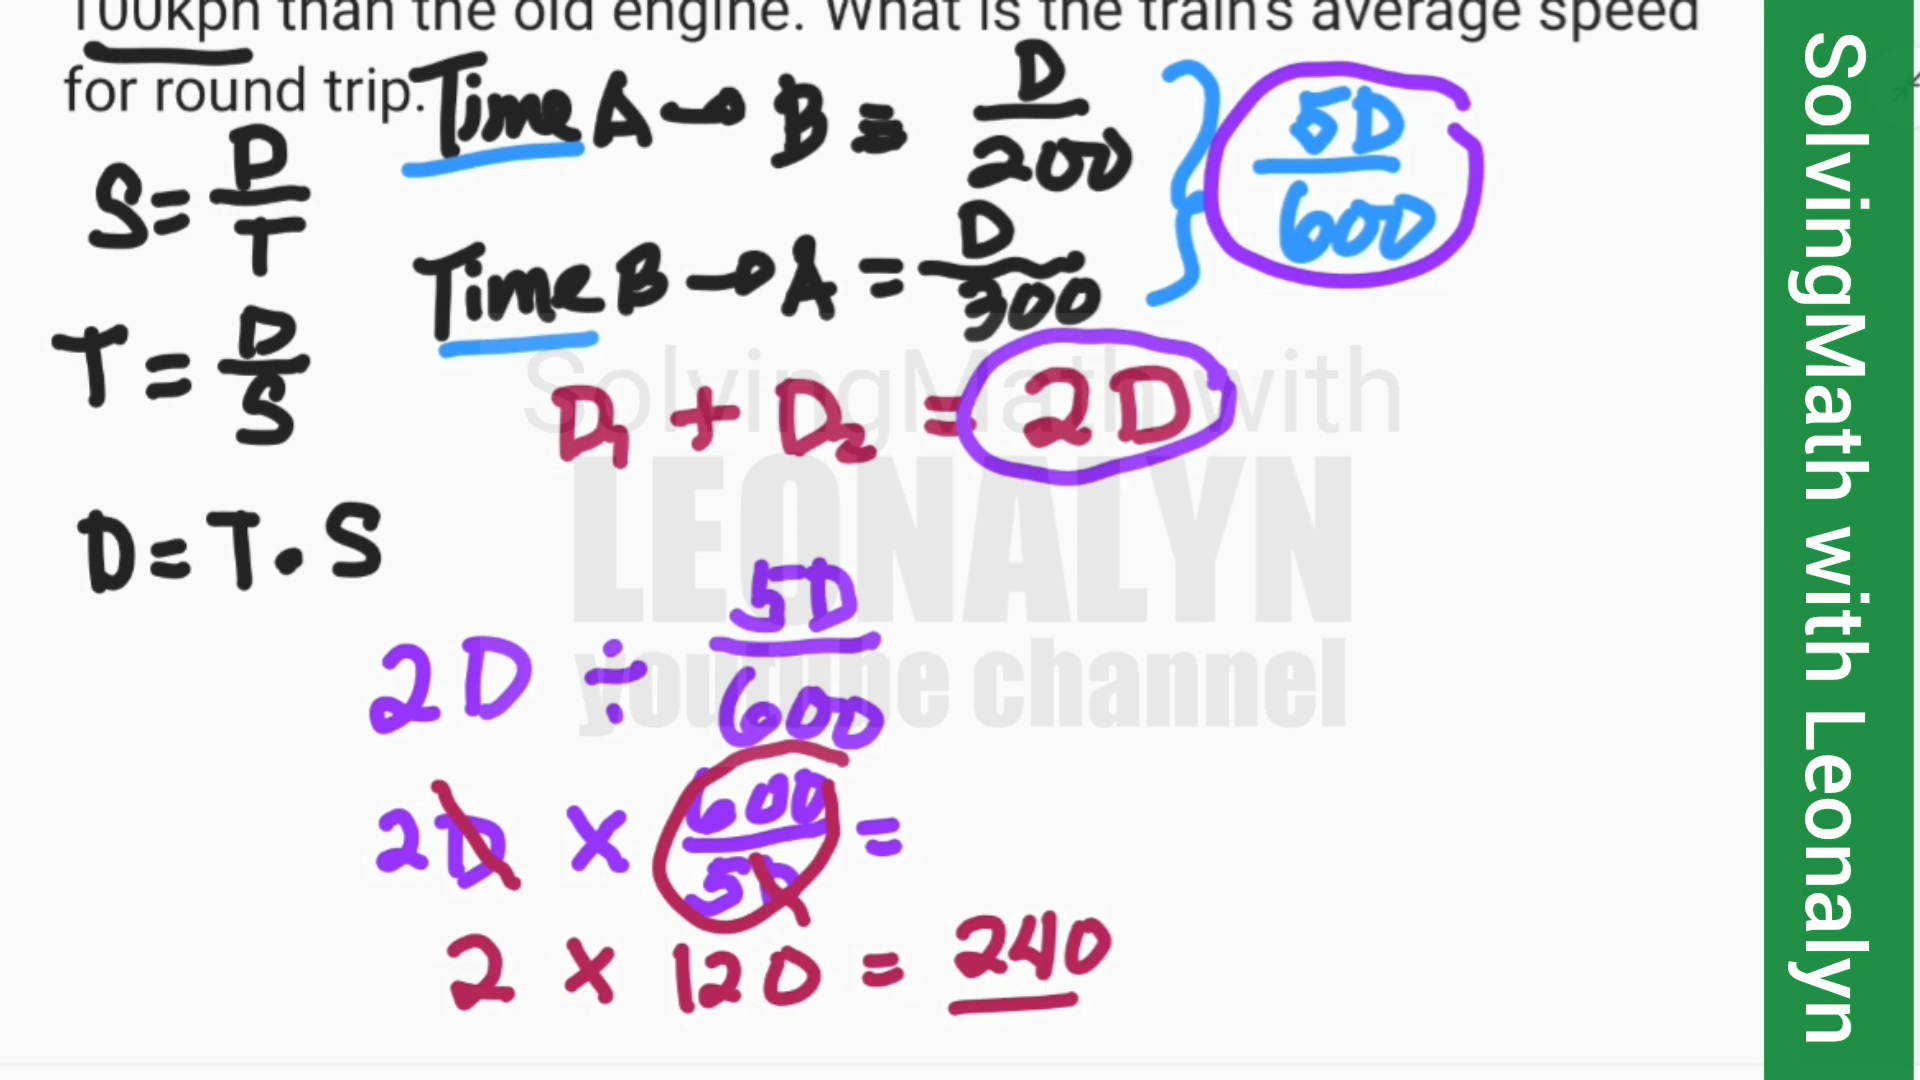 100kph than the old engine. What is the train's average speed
for round trip.
Time A → B = D/200
S = D/T
Time B → A = D/300
5D/600
T = D/S
D₁ + D₂ = 2D
D = T · S
2D ÷ 5D/600
2D x 600/5D =
2 x 120 = 240
SolvingMath with
LEONALYN
youtube channel
SolvingMath with Leonalyn